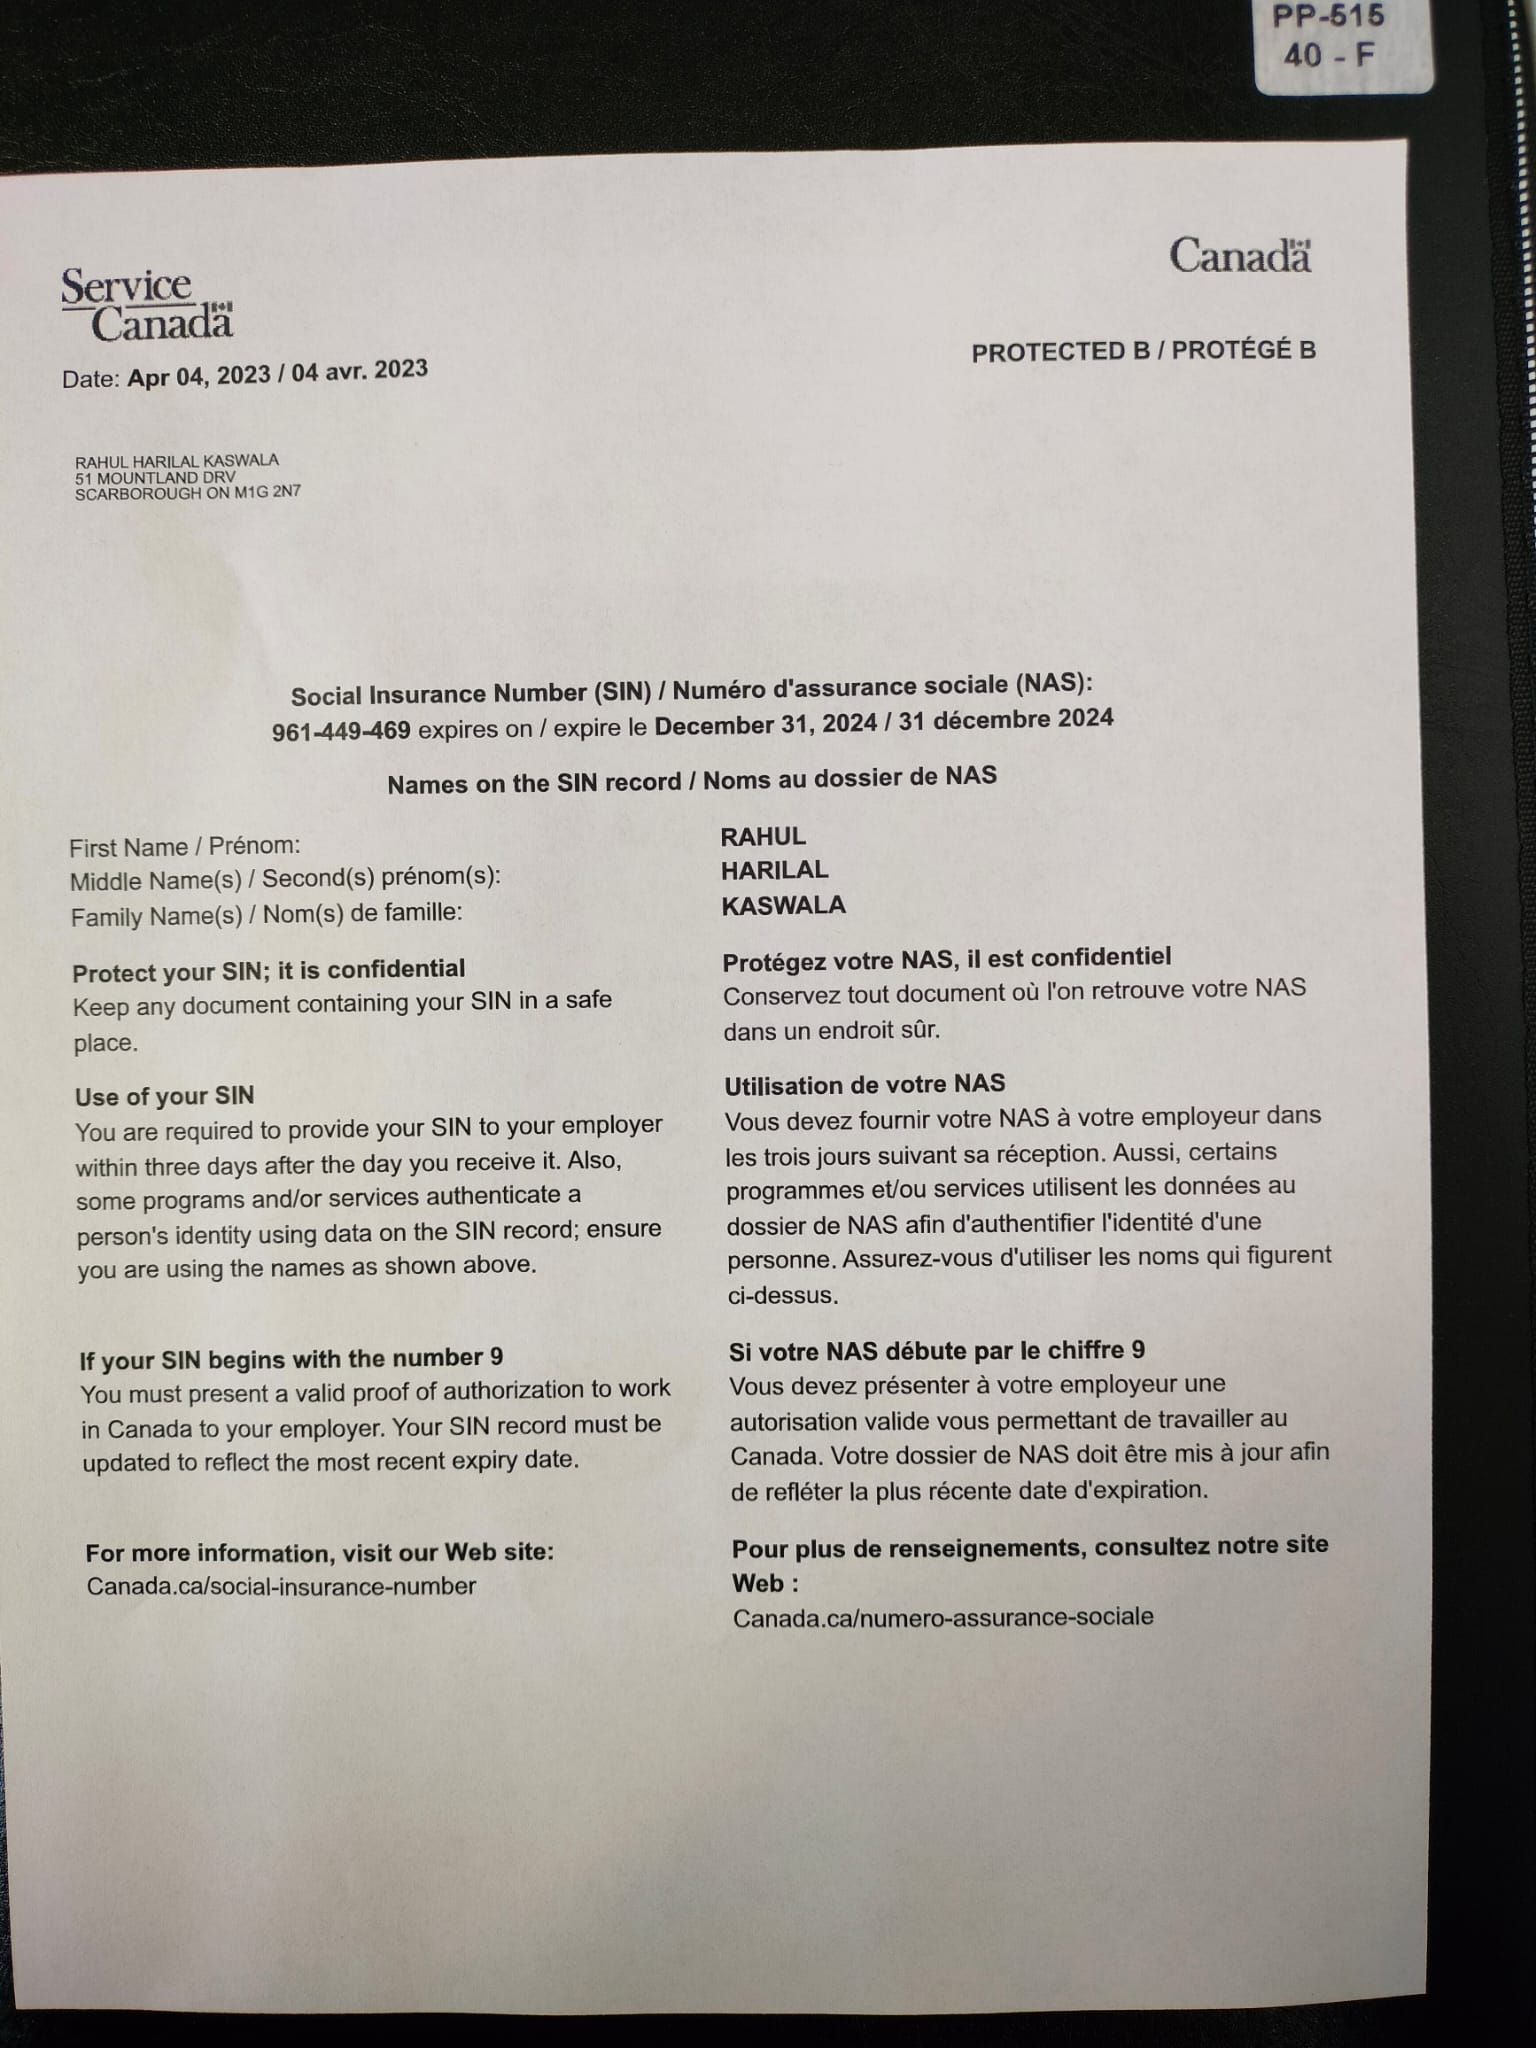 PP-515
40 - F
Service
Canada
Canada
Date: Apr 04, 2023 / 04 avr. 2023
PROTECTED B / PROTÉGÉ B
RAHUL HARILAL KASWALA
51 MOUNTLAND DRV
SCARBOROUGH ON M1G 2N7
Social Insurance Number (SIN) / Numéro d'assurance sociale (NAS):
961-449-469 expires on / expire le December 31, 2024 / 31 décembre 2024
Names on the SIN record / Noms au dossier de NAS
First Name / Prénom: RAHUL
Middle Name(s) / Second(s) prénom(s): HARILAL
Family Name(s) / Nom(s) de famille: KASWALA
Protect your SIN; it is confidential
Keep any document containing your SIN in a safe
place.
Protégez votre NAS, il est confidentiel
Conservez tout document où l'on retrouve votre NAS
dans un endroit sûr.
Use of your SIN
You are required to provide your SIN to your employer
within three days after the day you receive it. Also,
some programs and/or services authenticate a
person's identity using data on the SIN record; ensure
you are using the names as shown above.
Utilisation de votre NAS
Vous devez fournir votre NAS à votre employeur dans
les trois jours suivant sa réception. Aussi, certains
programmes et/ou services utilisent les données au
dossier de NAS afin d'authentifier l'identité d'une
personne. Assurez-vous d'utiliser les noms qui figurent
ci-dessus.
If your SIN begins with the number 9
You must present a valid proof of authorization to work
in Canada to your employer. Your SIN record must be
updated to reflect the most recent expiry date.
Si votre NAS débute par le chiffre 9
Vous devez présenter à votre employeur une
autorisation valide vous permettant de travailler au
Canada. Votre dossier de NAS doit être mis à jour afin
de refléter la plus récente date d'expiration.
For more information, visit our Web site:
Canada.ca/social-insurance-number
Pour plus de renseignements, consultez notre site
Web :
Canada.ca/numero-assurance-sociale